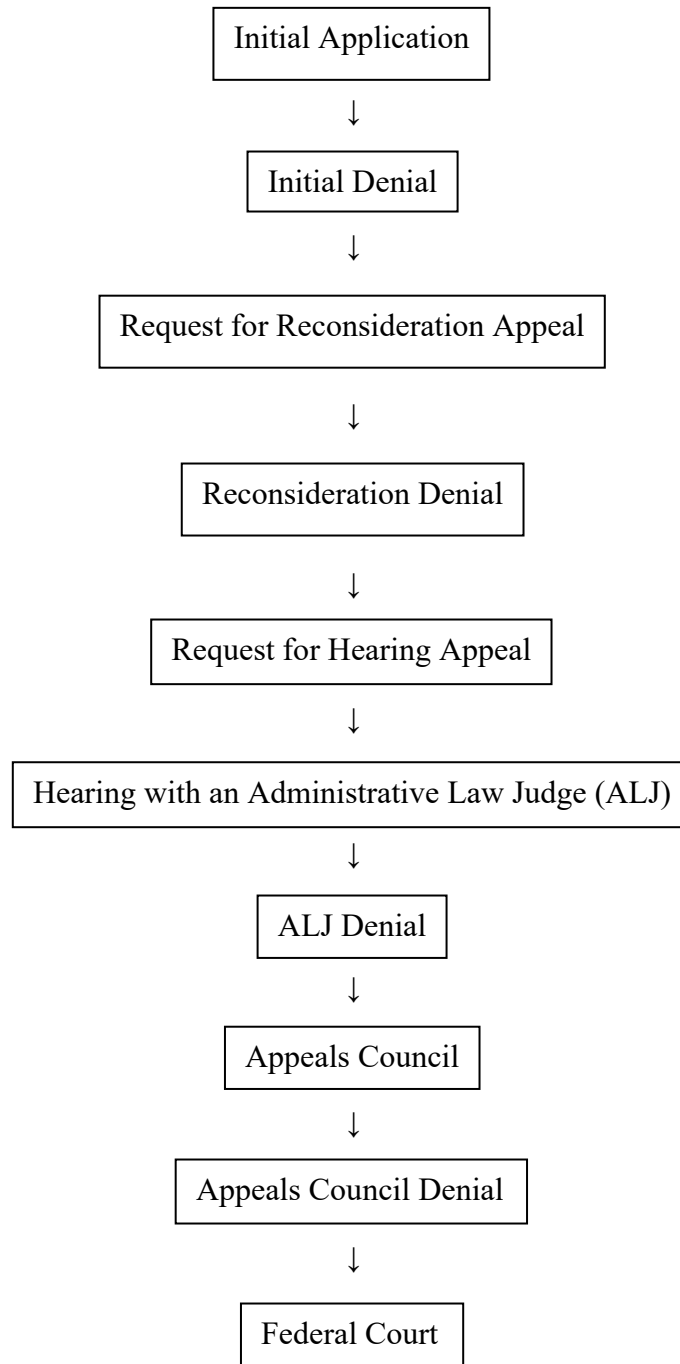 Initial Application
↓
Initial Denial
↓
Request for Reconsideration Appeal
↓
Reconsideration Denial
↓
Request for Hearing Appeal
↓
Hearing with an Administrative Law Judge (ALJ)
↓
ALJ Denial
↓
Appeals Council
↓
Appeals Council Denial
↓
Federal Court